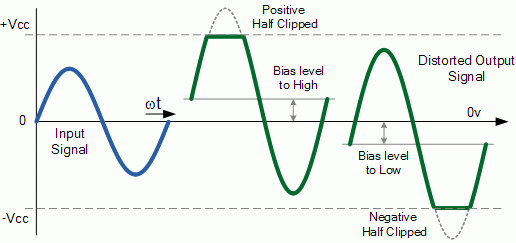 +Vcc
Positive
Half Clipped
Distorted Output
Signal
Bias level
to High
ωt
0
0v
Input
Signal
Bias level
to Low
-Vcc
Negative
Half Clipped